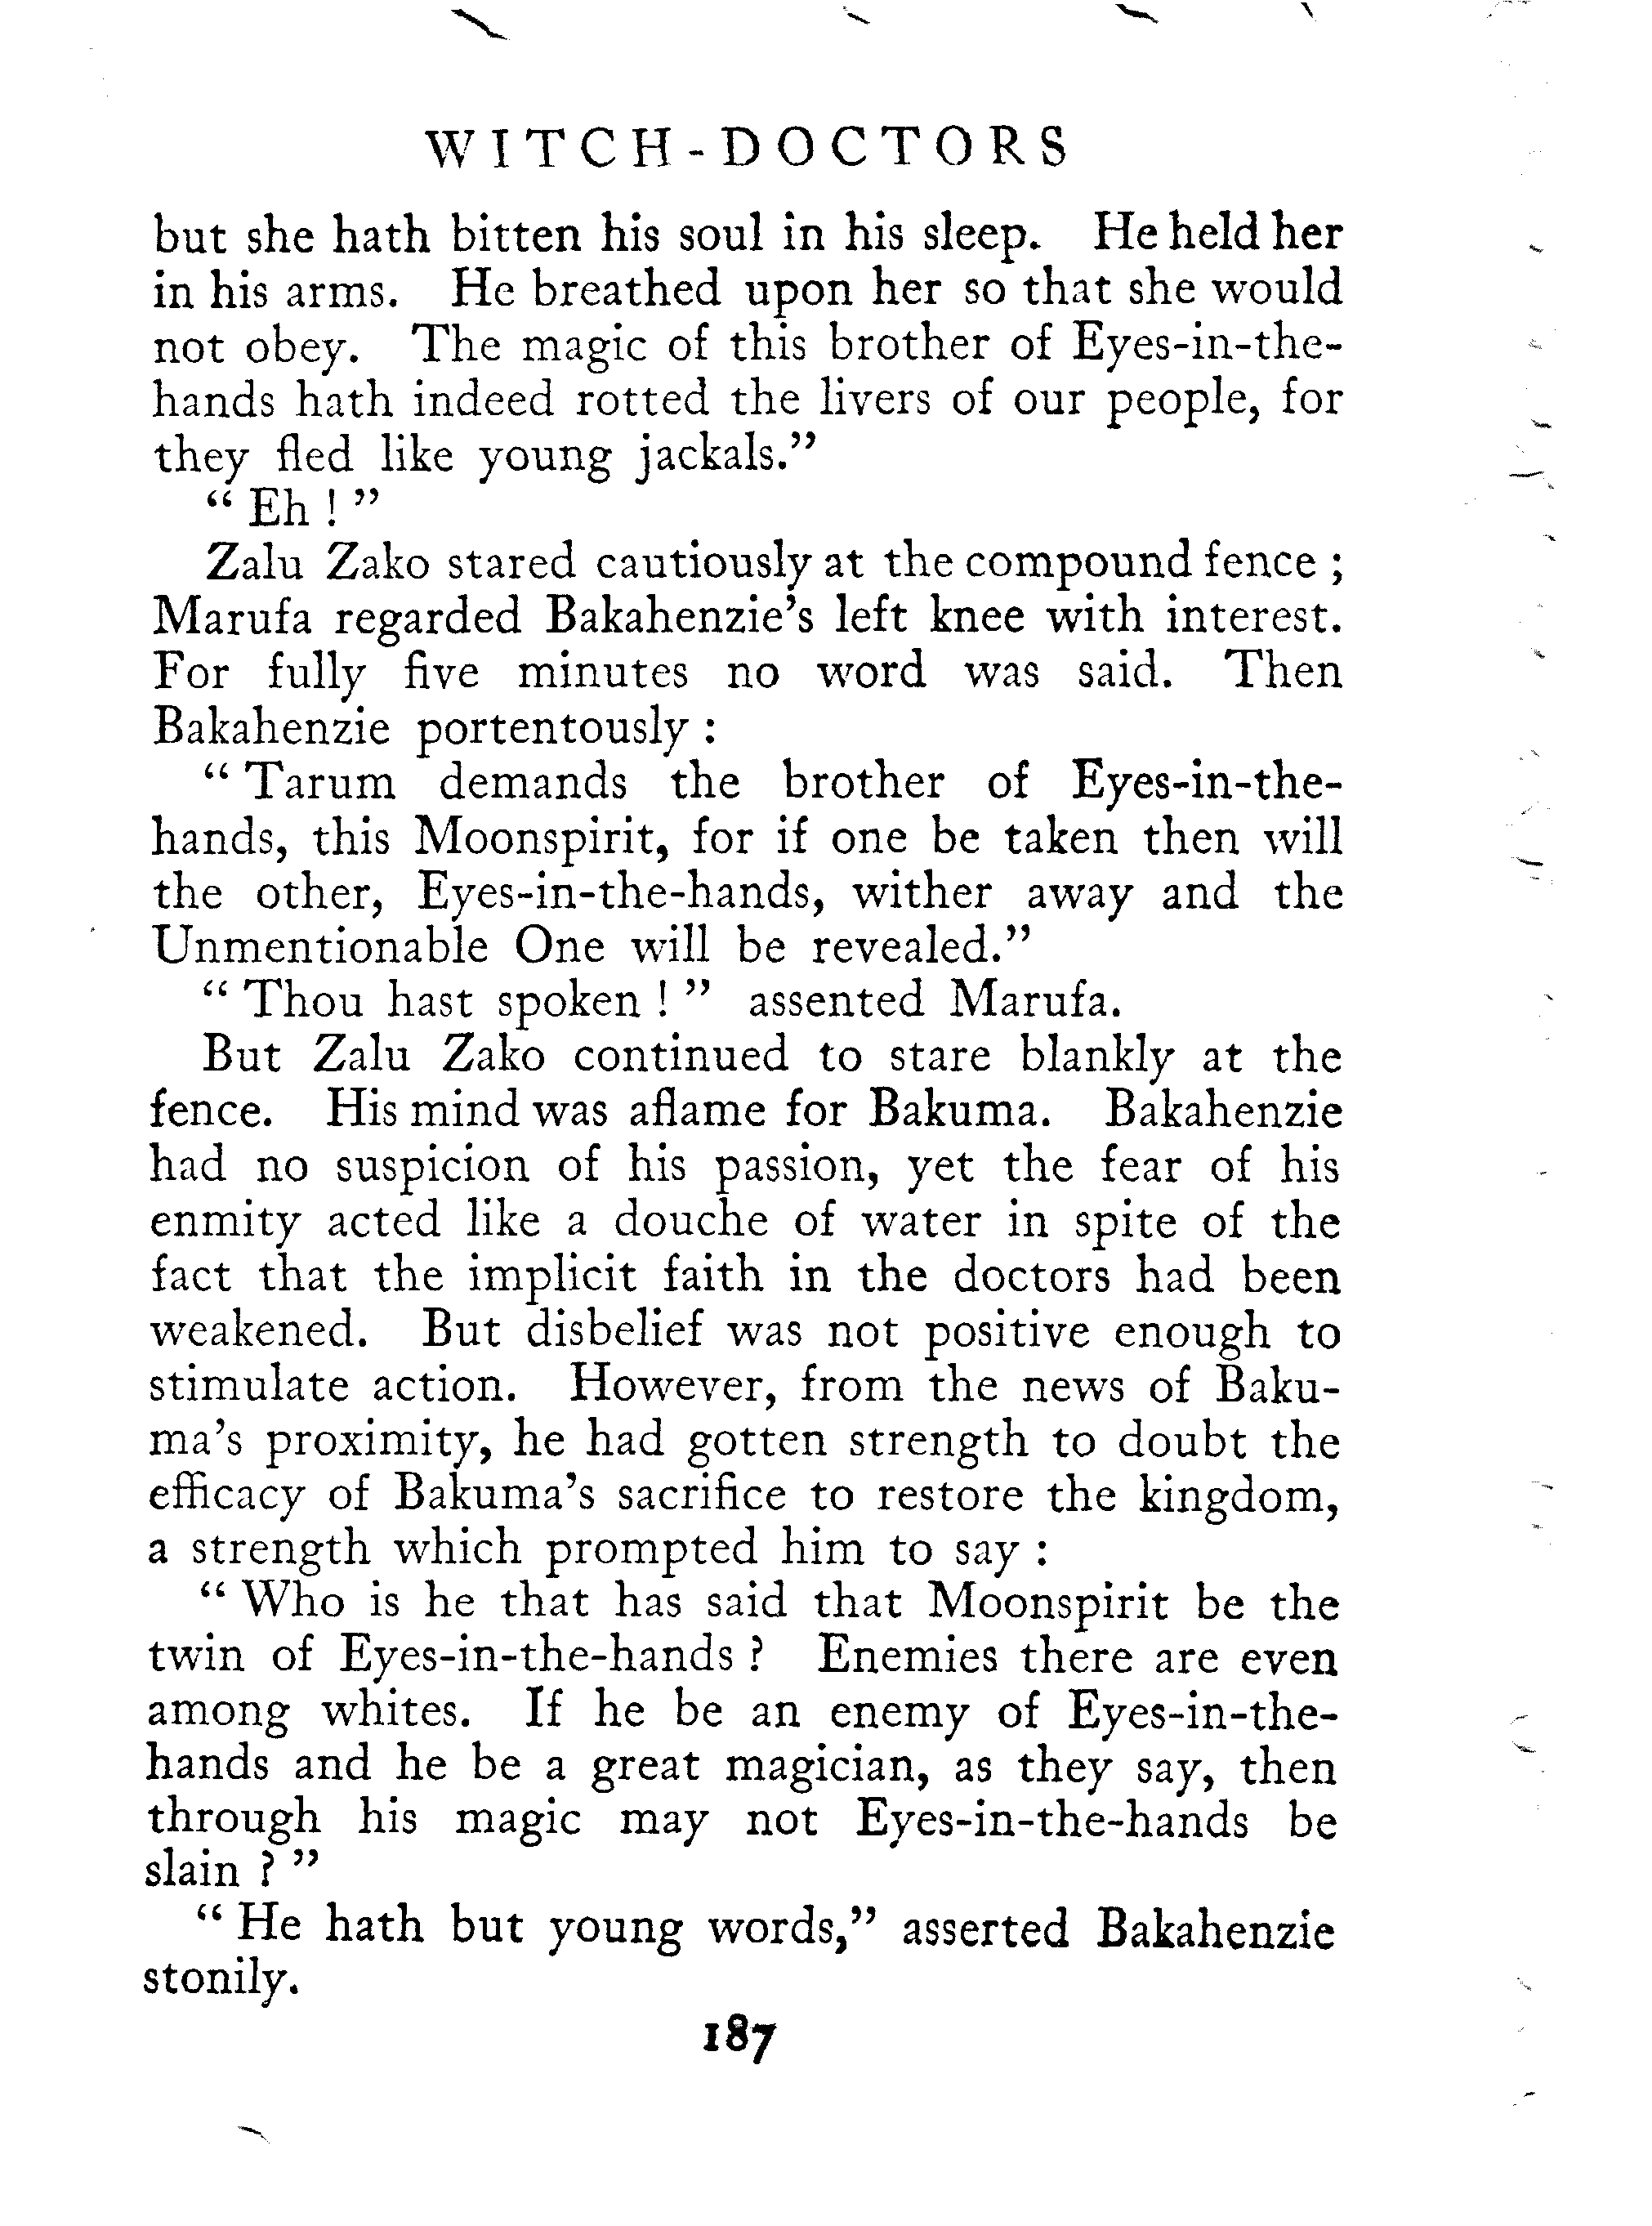 WITCH-DOCTORS
but she hath bitten his soul in his sleep. He held her
in his arms. He breathed upon her so that she would
not obey. The magic of this brother of Eyes-in-the-
hands hath indeed rotted the livers of our people, for
they fled like young jackals.”
“ Eh ! ”
Zalu Zako stared cautiously at the compound fence ;
Marufa regarded Bakahenzie’s left knee with interest.
For fully five minutes no word was said. Then
Bakahenzie portentously :
“ Tarum demands the brother of Eyes-in-the-
hands, this Moonspirit, for if one be taken then will
the other, Eyes-in-the-hands, wither away and the
Unmentionable One will be revealed.”
“ Thou hast spoken ! ” assented Marufa.
But Zalu Zako continued to stare blankly at the
fence. His mind was aflame for Bakuma. Bakahenzie
had no suspicion of his passion, yet the fear of his
enmity acted like a douche of water in spite of the
fact that the implicit faith in the doctors had been
weakened. But disbelief was not positive enough to
stimulate action. However, from the news of Baku-
ma’s proximity, he had gotten strength to doubt the
efficacy of Bakuma’s sacrifice to restore the kingdom,
a strength which prompted him to say :
“ Who is he that has said that Moonspirit be the
twin of Eyes-in-the-hands ? Enemies there are even
among whites. If he be an enemy of Eyes-in-the-
hands and he be a great magician, as they say, then
through his magic may not Eyes-in-the-hands be
slain ? ”
“ He hath but young words,” asserted Bakahenzie
stonily.
187